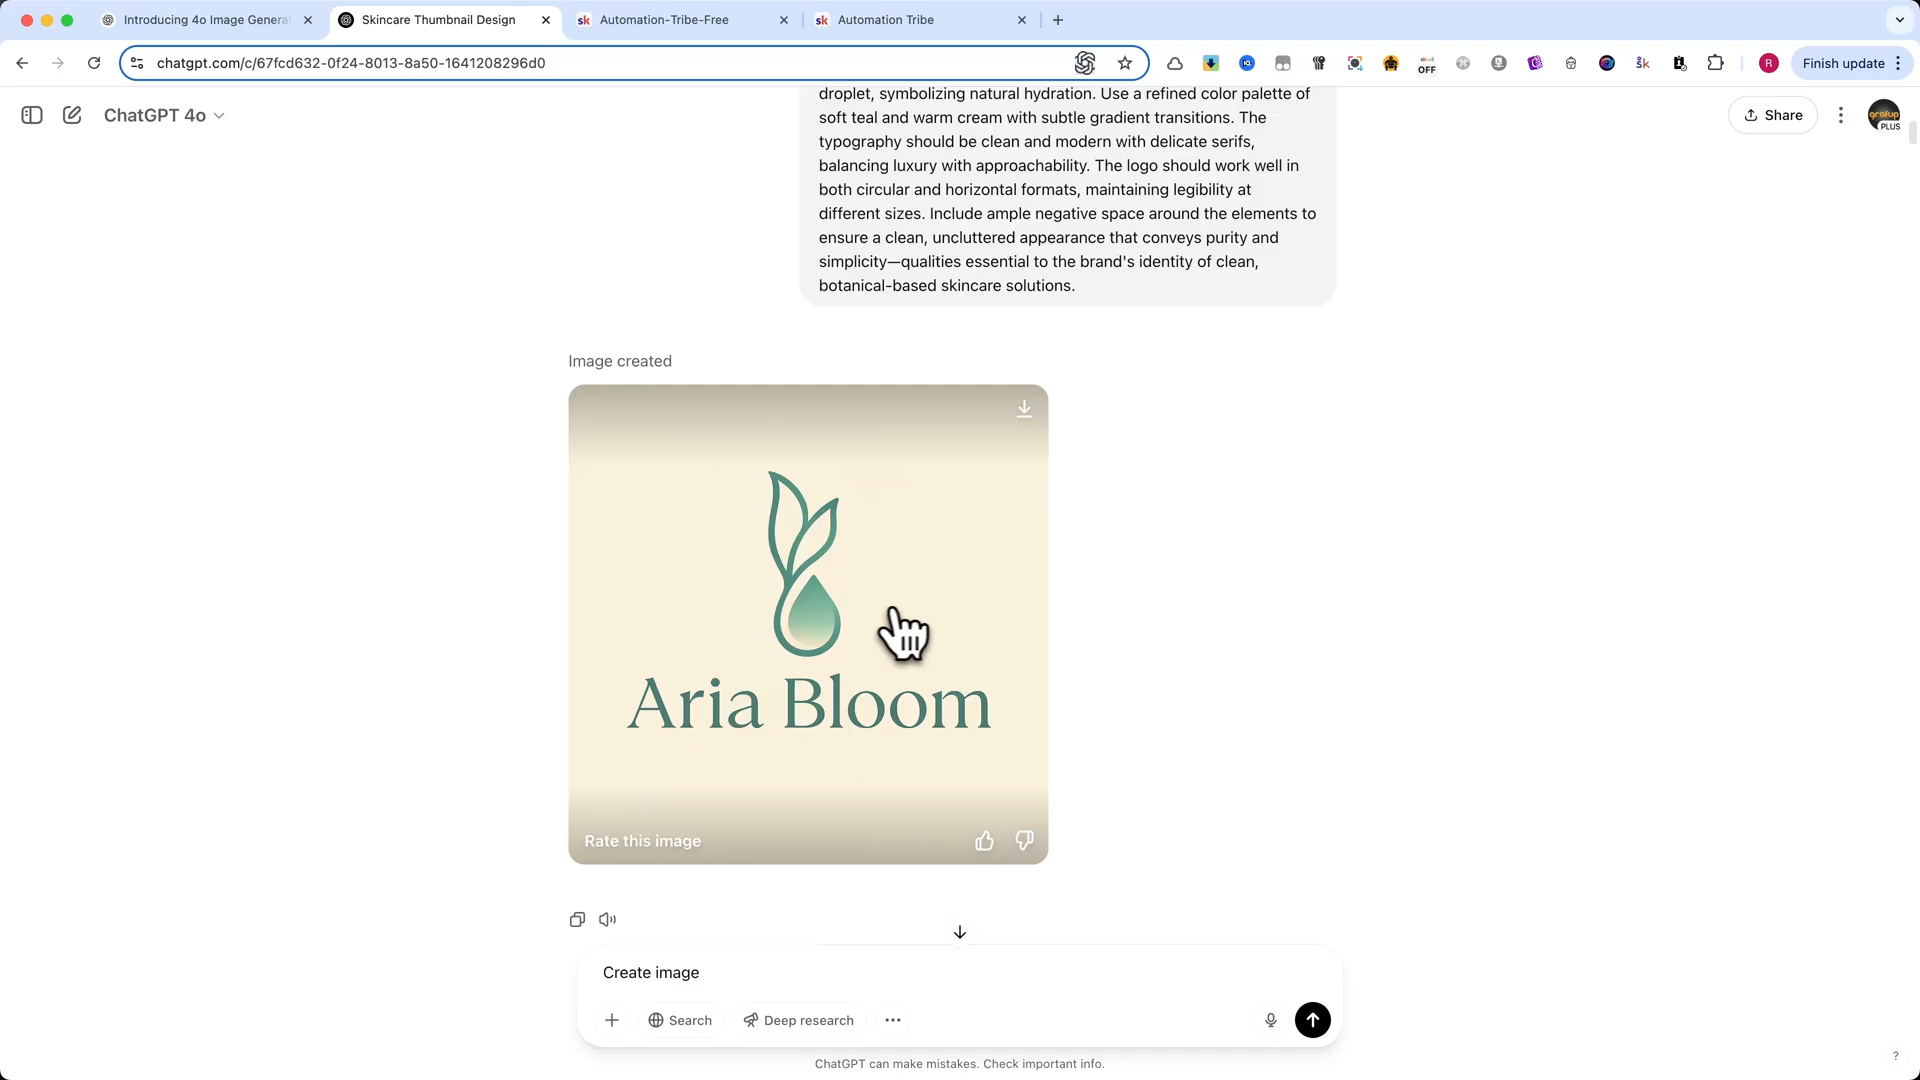 Introducing 4o Image Genera
Skincare Thumbnail Design
sk Automation-Tribe-Free
sk Automation Tribe
chatgpt.com/c/67fcd632-0f24-8013-8a50-1641208296d0
OFF
sk
R
Finish update
ChatGPT 4o
Share
grafup
PLUS
droplet, symbolizing natural hydration. Use a refined color palette of
soft teal and warm cream with subtle gradient transitions. The
typography should be clean and modern with delicate serifs,
balancing luxury with approachability. The logo should work well in
both circular and horizontal formats, maintaining legibility at
different sizes. Include ample negative space around the elements to
ensure a clean, uncluttered appearance that conveys purity and
simplicity—qualities essential to the brand's identity of clean,
botanical-based skincare solutions.
Image created
Aria Bloom
Rate this image
Create image
Search
Deep research
ChatGPT can make mistakes. Check important info.
?